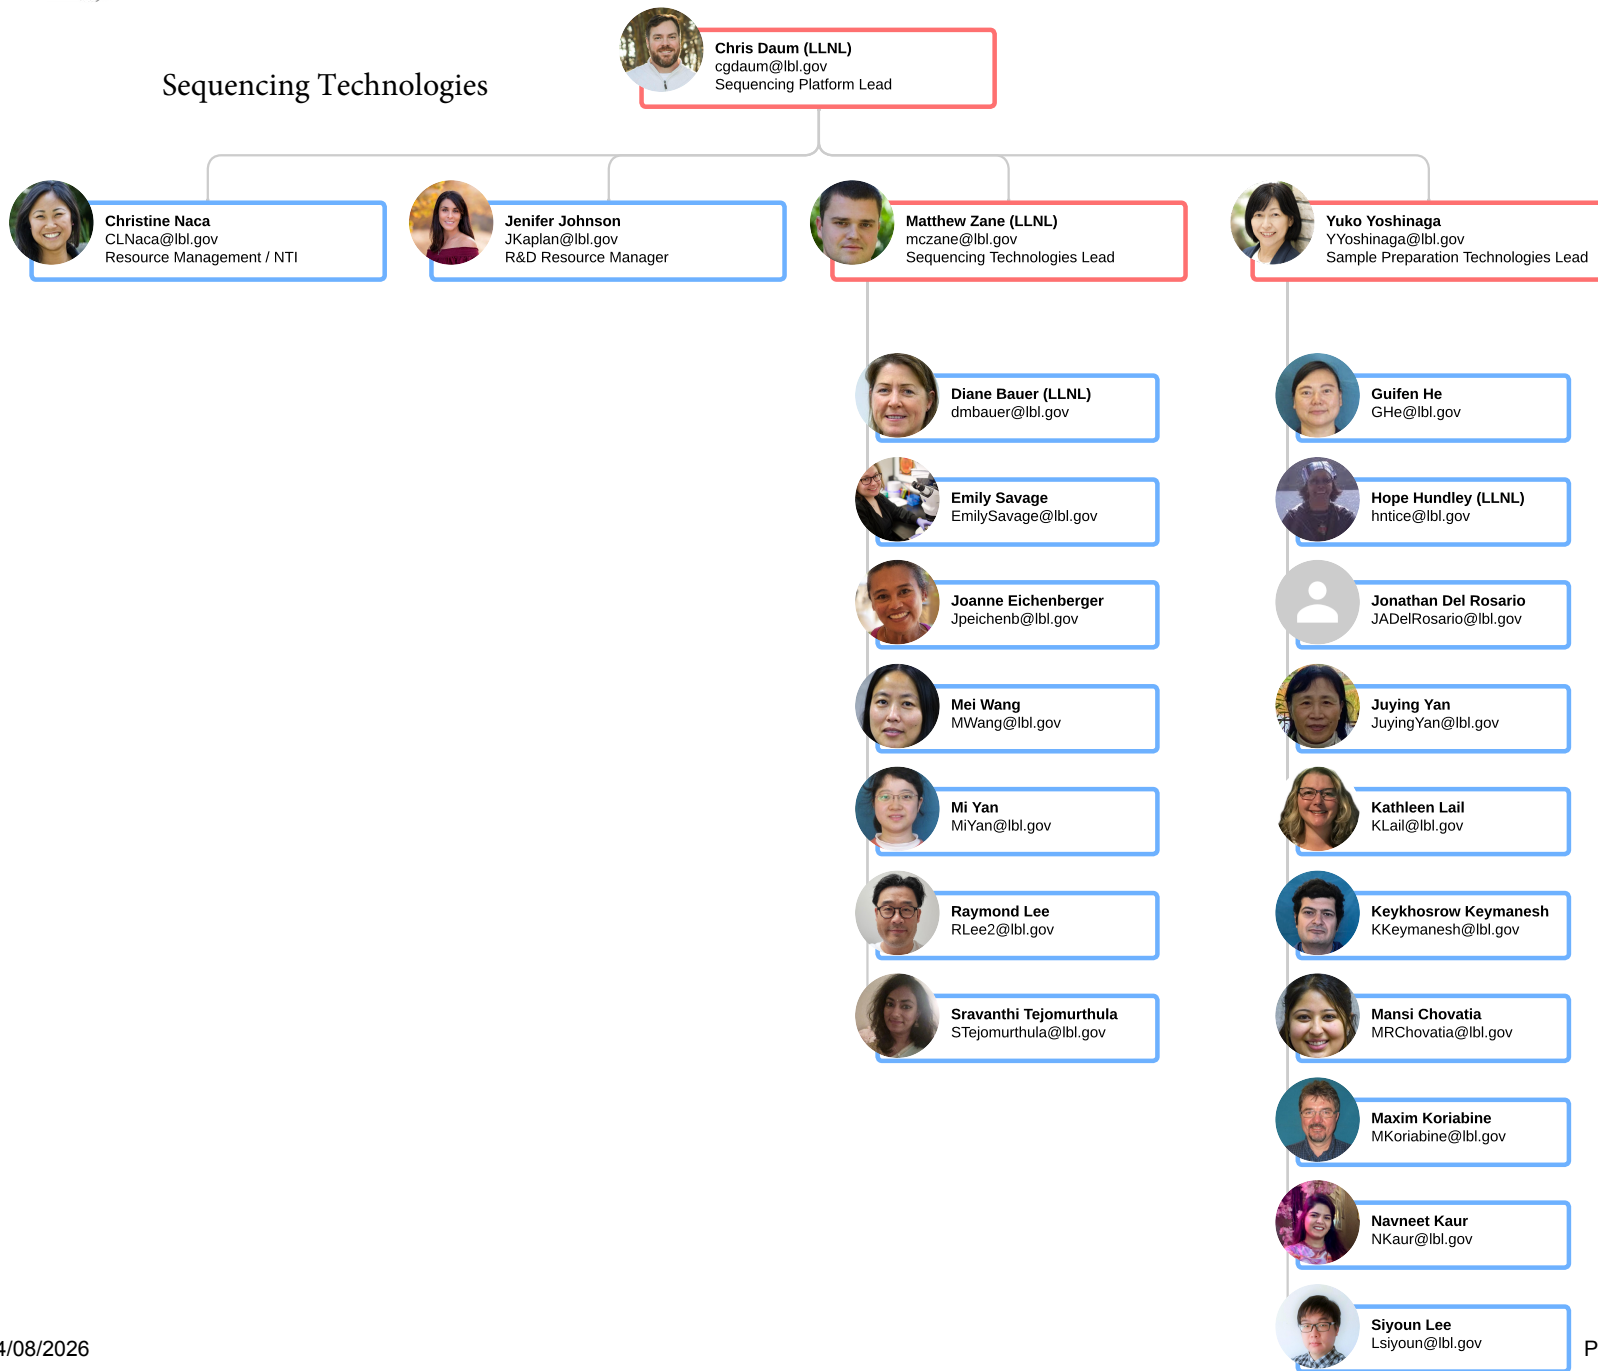 Sequencing Technologies
Chris Daum (LLNL)
cgdaum@lbl.gov
Sequencing Platform Lead
Christine Naca
CLNaca@lbl.gov
Resource Management / NTI
Jenifer Johnson
JKaplan@lbl.gov
R&D Resource Manager
Matthew Zane (LLNL)
mczane@lbl.gov
Sequencing Technologies Lead
Yuko Yoshinaga
YYoshinaga@lbl.gov
Sample Preparation Technologies Lead
Diane Bauer (LLNL)
dmbauer@lbl.gov
Emily Savage
EmilySavage@lbl.gov
Joanne Eichenberger
Jpeichenb@lbl.gov
Mei Wang
MWang@lbl.gov
Mi Yan
MiYan@lbl.gov
Raymond Lee
RLee2@lbl.gov
Sravanthi Tejomurthula
STejomurthula@lbl.gov
Guifen He
GHe@lbl.gov
Hope Hundley (LLNL)
hntice@lbl.gov
Jonathan Del Rosario
JADelRosario@lbl.gov
Juying Yan
JuyingYan@lbl.gov
Kathleen Lail
KLail@lbl.gov
Keykhosrow Keymanesh
KKeymanesh@lbl.gov
Mansi Chovatia
MRChovatia@lbl.gov
Maxim Koriabine
MKoriabine@lbl.gov
Navneet Kaur
NKaur@lbl.gov
Siyoun Lee
Lsiyoun@lbl.gov
4/08/2026
P